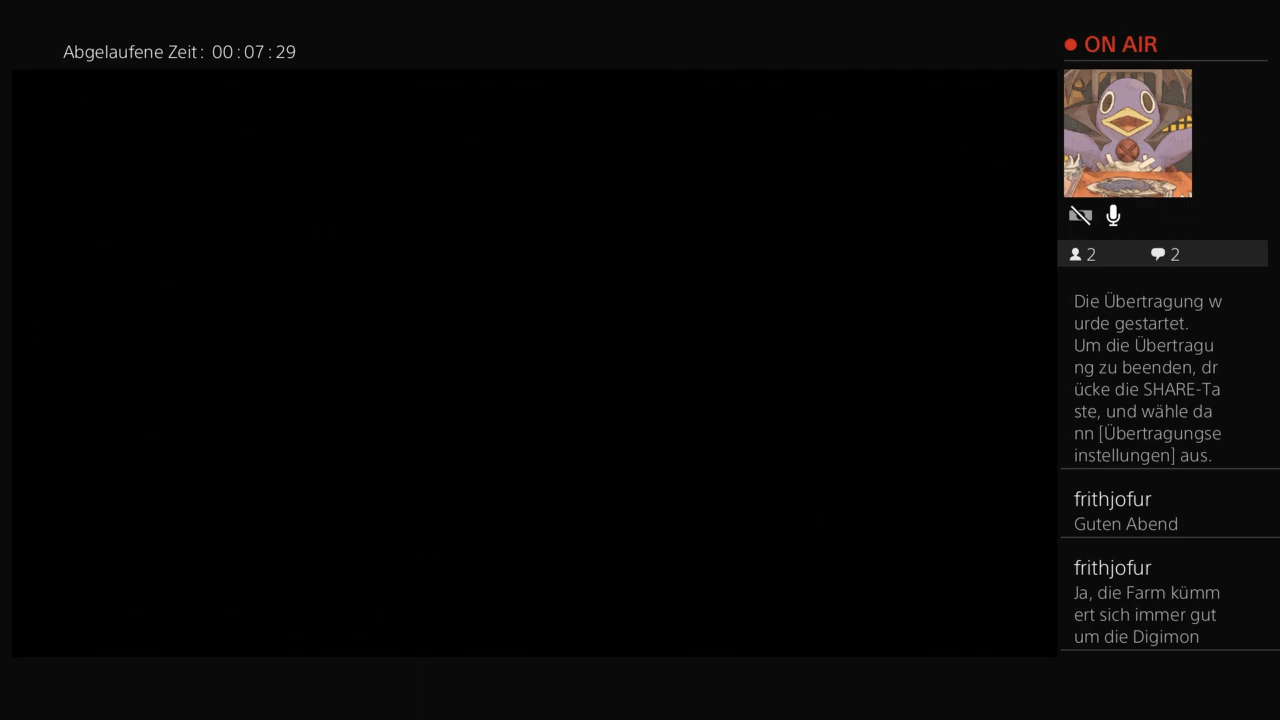 Abgelaufene Zeit: 00:07:29
ON AIR
2
2
Die Übertragung w
urde gestartet.
Um die Übertragu
ng zu beenden, dr
ücke die SHARE-Ta
ste, und wähle da
nn [Übertragungse
instellungen] aus.
frithjofur
Guten Abend
frithjofur
Ja, die Farm kümm
ert sich immer gut
um die Digimon